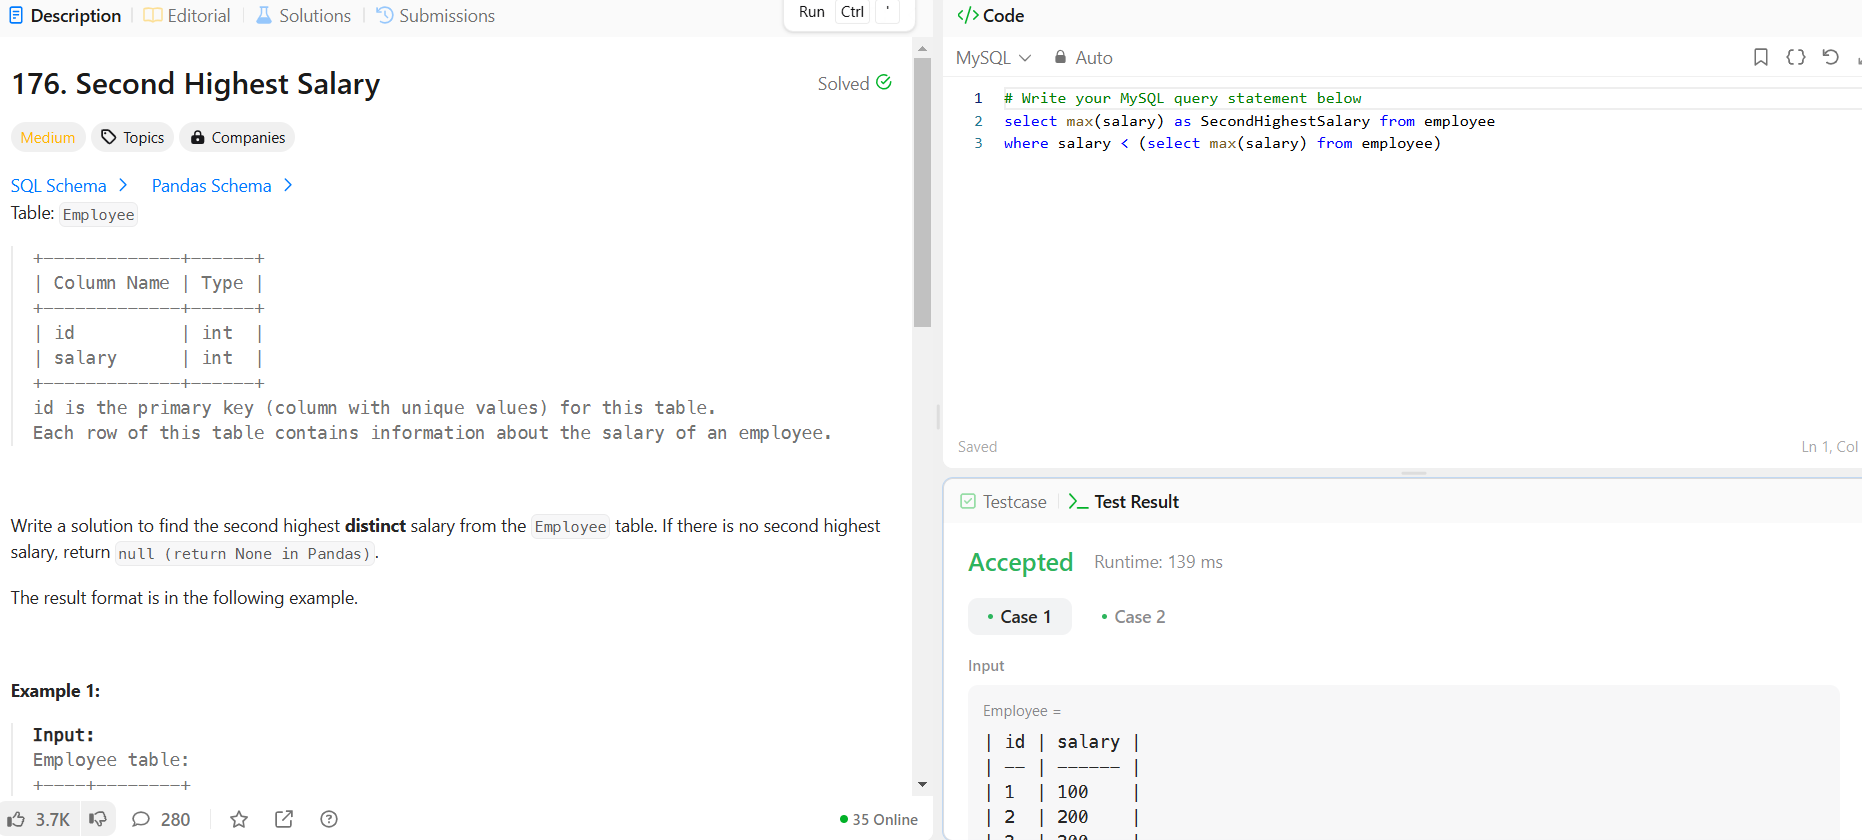 Description | Editorial | Solutions | Submissions
Run Ctrl '
176. Second Highest Salary
Solved
Medium Topics Companies
SQL Schema > Pandas Schema >
Table: Employee
+-------------+------+
| Column Name | Type |
+-------------+------+
| id          | int  |
| salary      | int  |
+-------------+------+
id is the primary key (column with unique values) for this table.
Each row of this table contains information about the salary of an employee.
Write a solution to find the second highest distinct salary from the Employee table. If there is no second highest
salary, return null (return None in Pandas).
The result format is in the following example.
Example 1:
Input:
Employee table:
+----+--------+
3.7K 280
35 Online
</> Code
MySQL Auto
1 # Write your MySQL query statement below
2 select max(salary) as SecondHighestSalary from employee
3 where salary < (select max(salary) from employee)
Saved Ln 1, Col
Testcase | >_ Test Result
Accepted Runtime: 139 ms
• Case 1 • Case 2
Input
Employee =
| id | salary |
| -- | ------ |
| 1  | 100    |
| 2  | 200    |